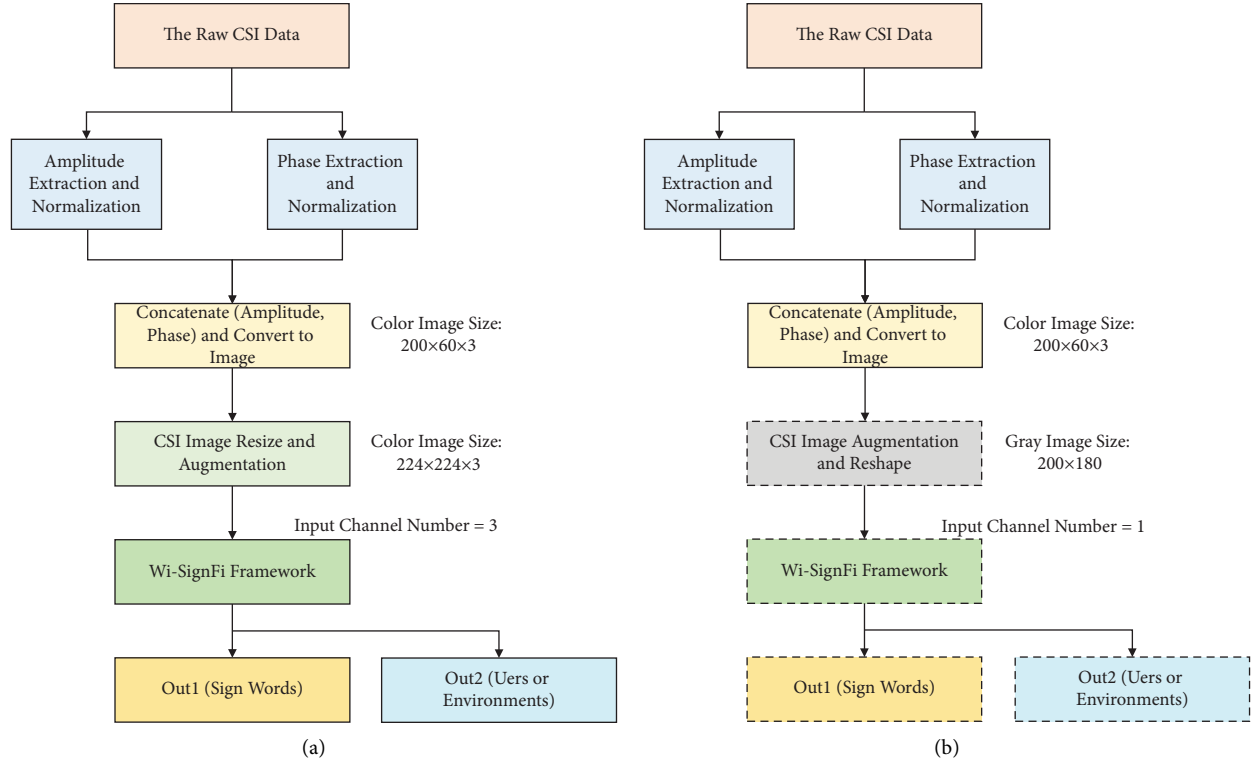 The Raw CSI Data
Amplitude
Extraction and
Normalization
Phase Extraction
and
Normalization
Concatenate (Amplitude,
Phase) and Convert to
Image
Color Image Size:
200×60×3
CSI Image Resize and
Augmentation
Color Image Size:
224×224×3
Input Channel Number = 3
Wi-SignFi Framework
Out1 (Sign Words)
Out2 (Uers or
Environments)
(a)
The Raw CSI Data
Amplitude
Extraction and
Normalization
Phase Extraction
and
Normalization
Concatenate (Amplitude,
Phase) and Convert to
Image
Color Image Size:
200×60×3
CSI Image Augmentation
and Reshape
Gray Image Size:
200×180
Input Channel Number = 1
Wi-SignFi Framework
Out1 (Sign Words)
Out2 (Uers or
Environments)
(b)